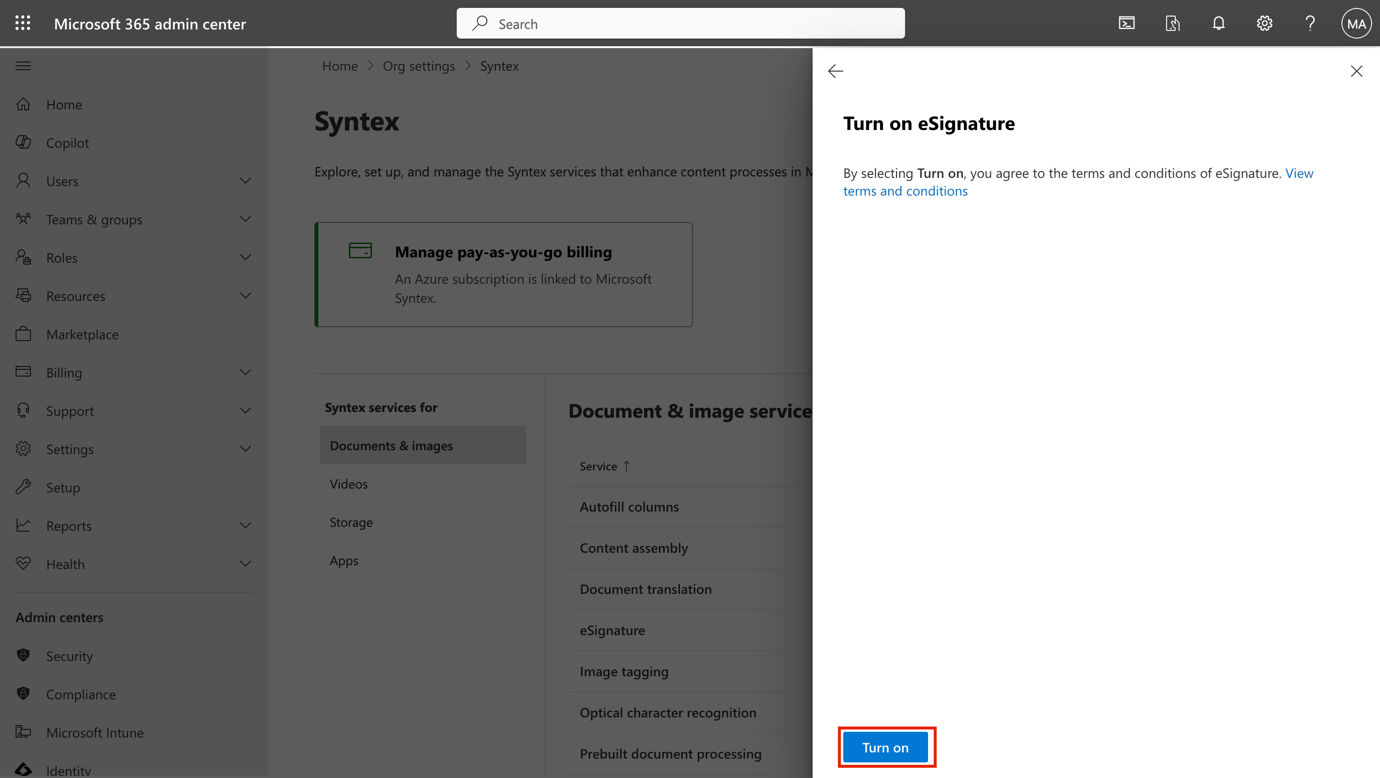 Microsoft 365 admin center
Search
MA
Home > Org settings > Syntex
Home
Copilot
Users
Teams & groups
Roles
Resources
Marketplace
Billing
Support
Settings
Setup
Reports
Health
Admin centers
Security
Compliance
Microsoft Intune
Identity
Syntex
Explore, set up, and manage the Syntex services that enhance content processes in M
Manage pay-as-you-go billing
An Azure subscription is linked to Microsoft
Syntex.
Syntex services for
Documents & images
Videos
Storage
Apps
Document & image service
Service ↑
Autofill columns
Content assembly
Document translation
eSignature
Image tagging
Optical character recognition
Prebuilt document processing
Turn on eSignature
By selecting Turn on, you agree to the terms and conditions of eSignature. View
terms and conditions
Turn on